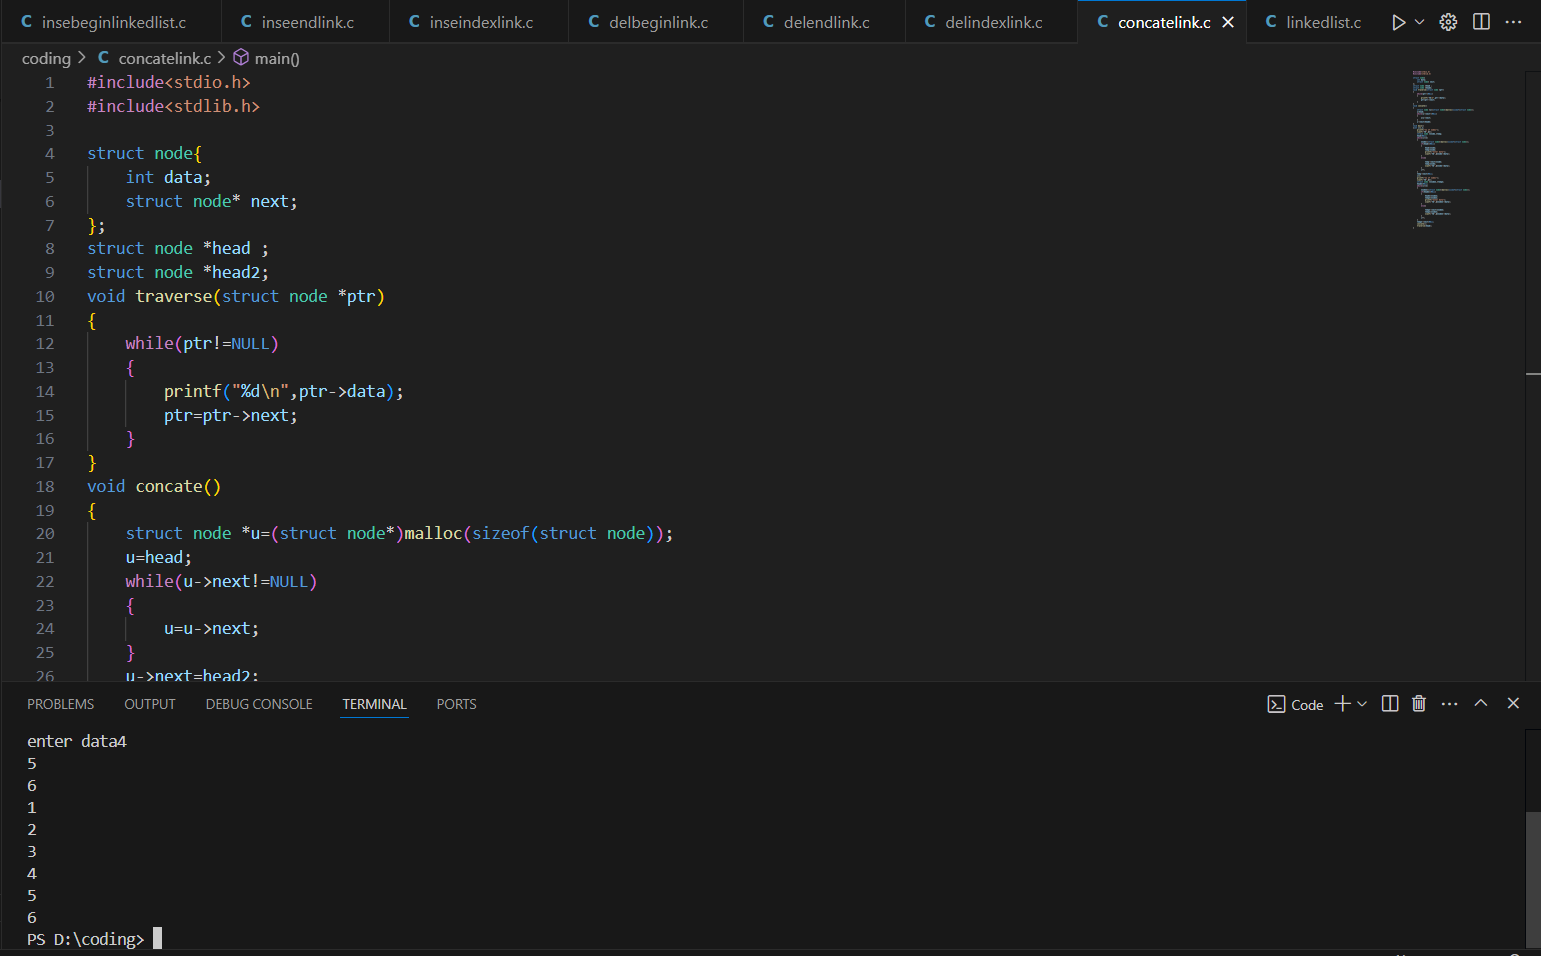 C insebeginlinkedlist.c C inseendlink.c C inseindexlink.c C delbeginlink.c C delendlink.c C delindexlink.c C concatelink.c C linkedlist.c
coding > C concatelink.c > main()
1 #include<stdio.h>
2 #include<stdlib.h>
3
4 struct node{
5 int data;
6 struct node* next;
7 };
8 struct node *head ;
9 struct node *head2;
10 void traverse(struct node *ptr)
11 {
12 while(ptr!=NULL)
13 {
14 printf("%d\n",ptr->data);
15 ptr=ptr->next;
16 }
17 }
18 void concate()
19 {
20 struct node *u=(struct node*)malloc(sizeof(struct node));
21 u=head;
22 while(u->next!=NULL)
23 {
24 u=u->next;
25 }
26 u->next=head2;
PROBLEMS OUTPUT DEBUG CONSOLE TERMINAL PORTS Code
enter data4
5
6
1
2
3
4
5
6
PS D:\coding>